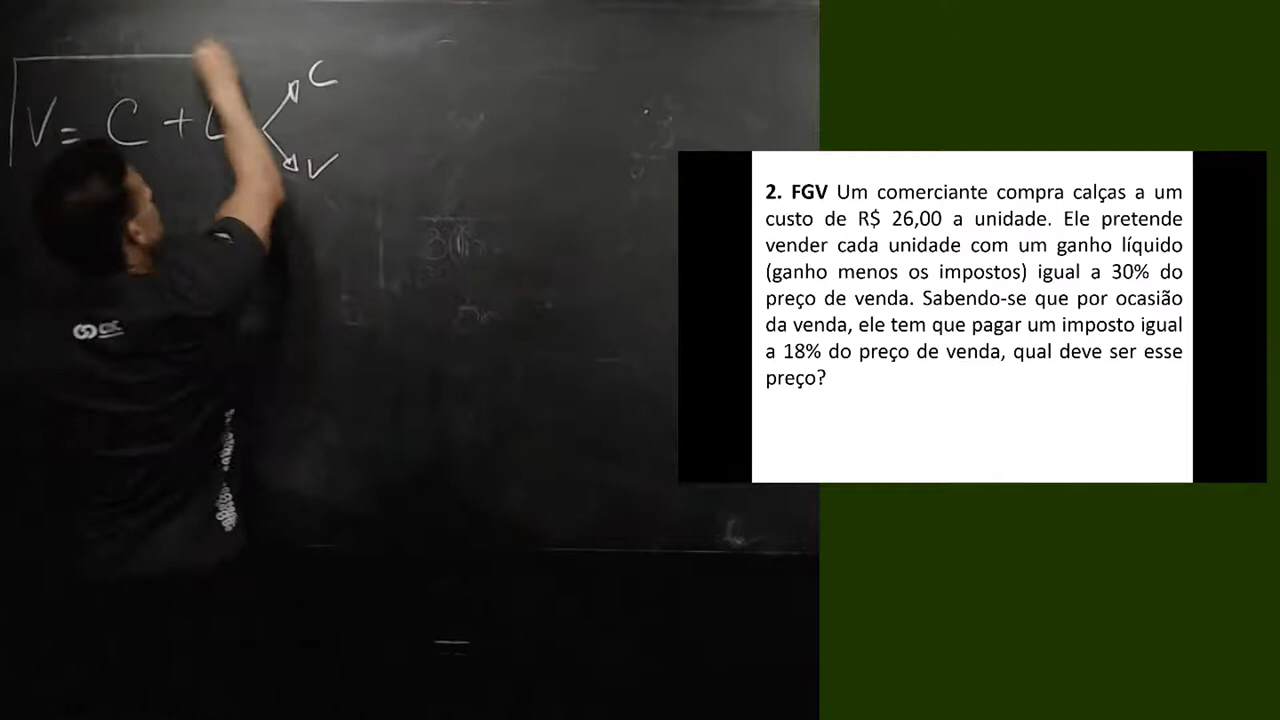 V = C + L
C
V
2. FGV Um comerciante compra calças a um
custo de R$ 26,00 a unidade. Ele pretende
vender cada unidade com um ganho líquido
(ganho menos os impostos) igual a 30% do
preço de venda. Sabendo-se que por ocasião
da venda, ele tem que pagar um imposto igual
a 18% do preço de venda, qual deve ser esse
preço?